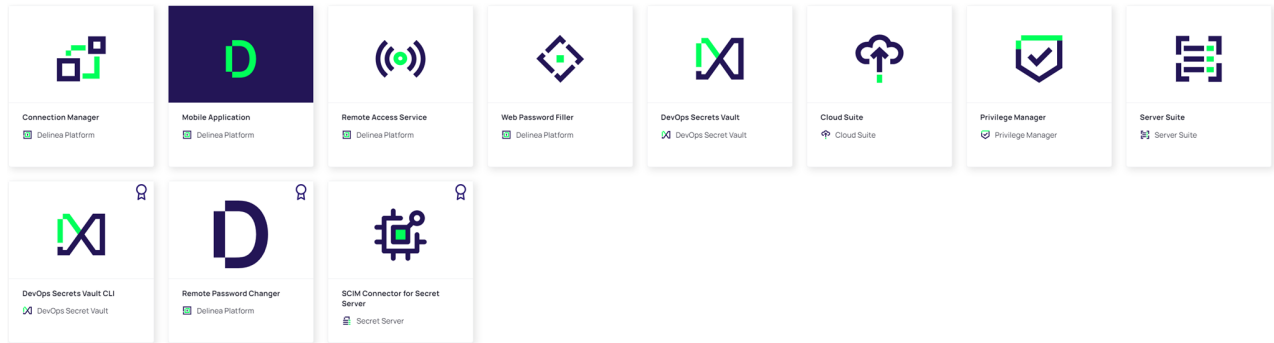 Connection Manager
Delinea Platform
Mobile Application
Delinea Platform
Remote Access Service
Delinea Platform
Web Password Filler
Delinea Platform
DevOps Secrets Vault
DevOps Secret Vault
Cloud Suite
Cloud Suite
Privilege Manager
Privilege Manager
Server Suite
Server Suite
DevOps Secrets Vault CLI
DevOps Secret Vault
Remote Password Changer
Delinea Platform
SCIM Connector for Secret
Server
Secret Server